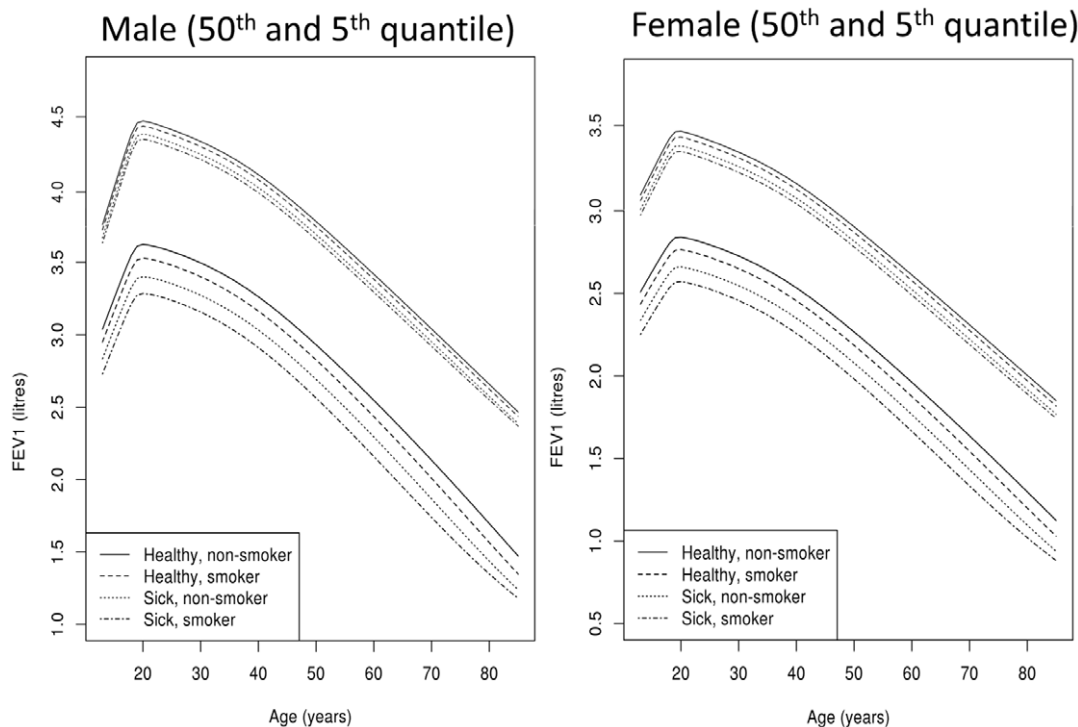 Male (50th and 5th quantile)
4.5
4.0
3.5
3.0
2.5
2.0
1.5
1.0
FEV1 (litres)
Healthy, non-smoker
Healthy, smoker
Sick, non-smoker
Sick, smoker
20 30 40 50 60 70 80
Age (years)
Female (50th and 5th quantile)
3.5
3.0
2.5
2.0
1.5
1.0
0.5
FEV1 (litres)
Healthy, non-smoker
Healthy, smoker
Sick, non-smoker
Sick, smoker
20 30 40 50 60 70 80
Age (years)